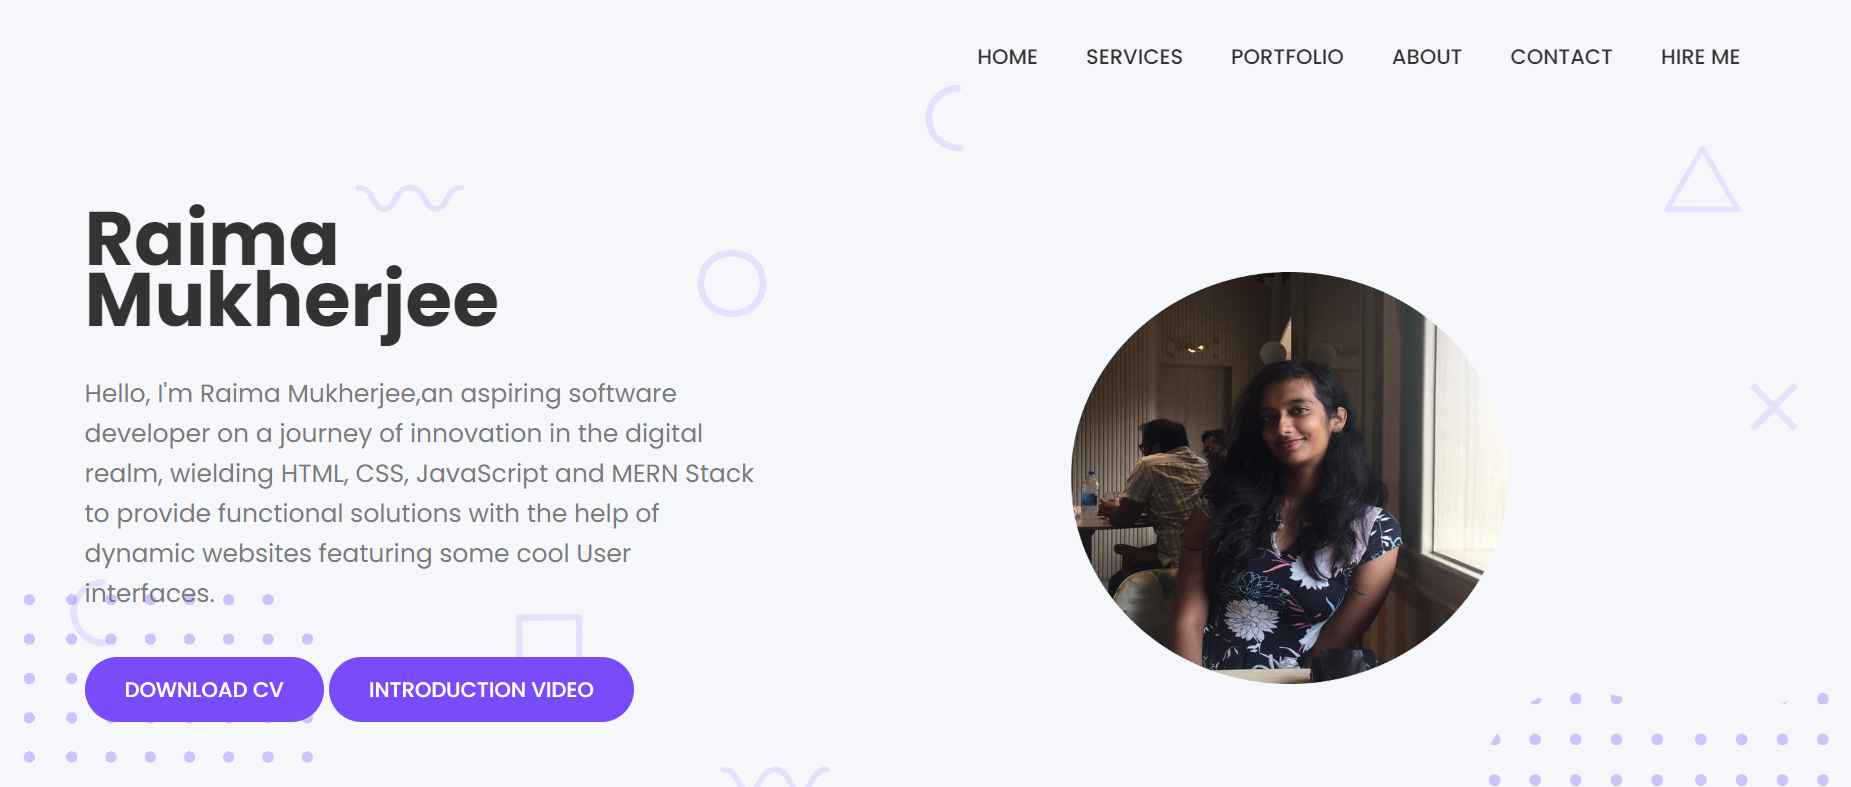 HOME SERVICES PORTFOLIO ABOUT CONTACT HIRE ME
Raima
Mukherjee
Hello, I'm Raima Mukherjee,an aspiring software
developer on a journey of innovation in the digital
realm, wielding HTML, CSS, JavaScript and MERN Stack
to provide functional solutions with the help of
dynamic websites featuring some cool User
interfaces.
DOWNLOAD CV INTRODUCTION VIDEO